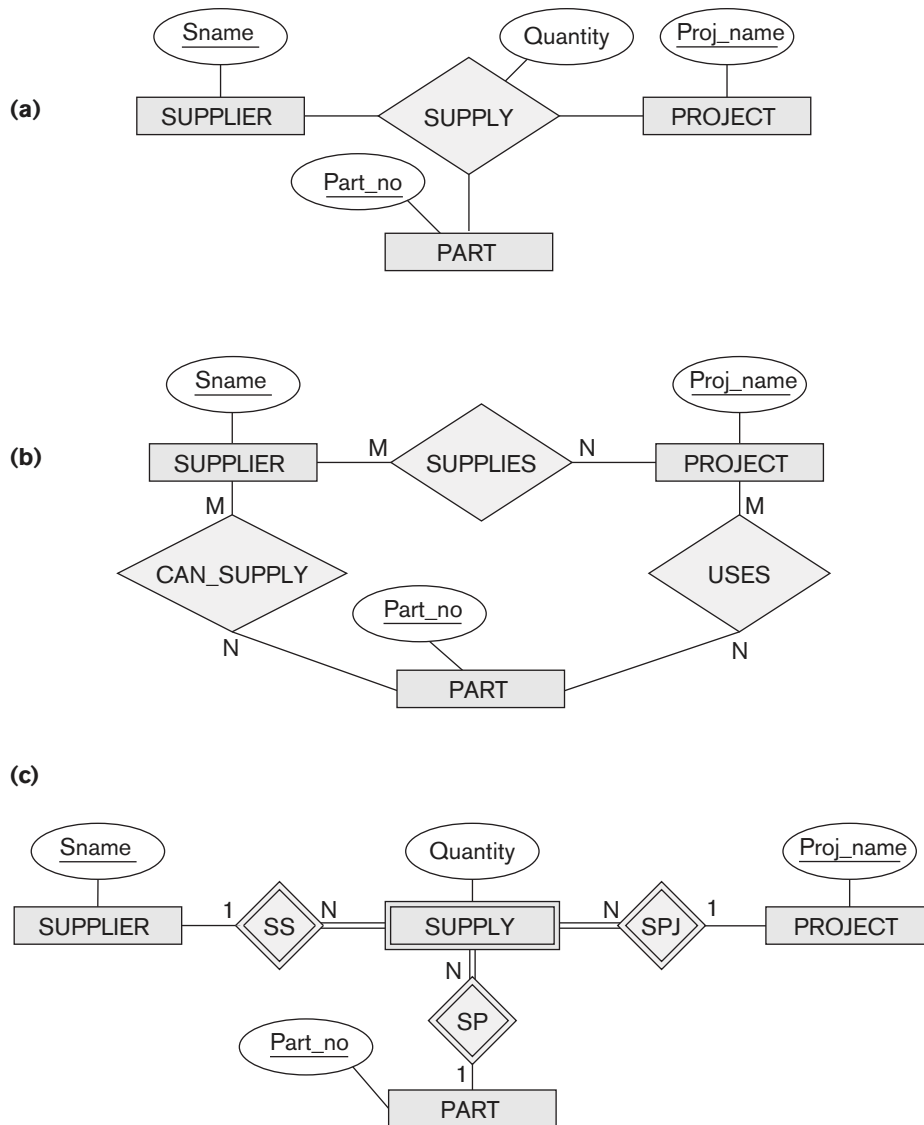 Sname
Quantity
Proj_name
(a)
SUPPLIER
SUPPLY
PROJECT
Part_no
PART
Sname
Proj_name
(b)
SUPPLIER
M
SUPPLIES
N
PROJECT
M
M
CAN_SUPPLY
USES
Part_no
N
N
PART
(c)
Sname
Quantity
Proj_name
SUPPLIER
1
SS
N
SUPPLY
N
SPJ
1
PROJECT
N
SP
Part_no
1
PART